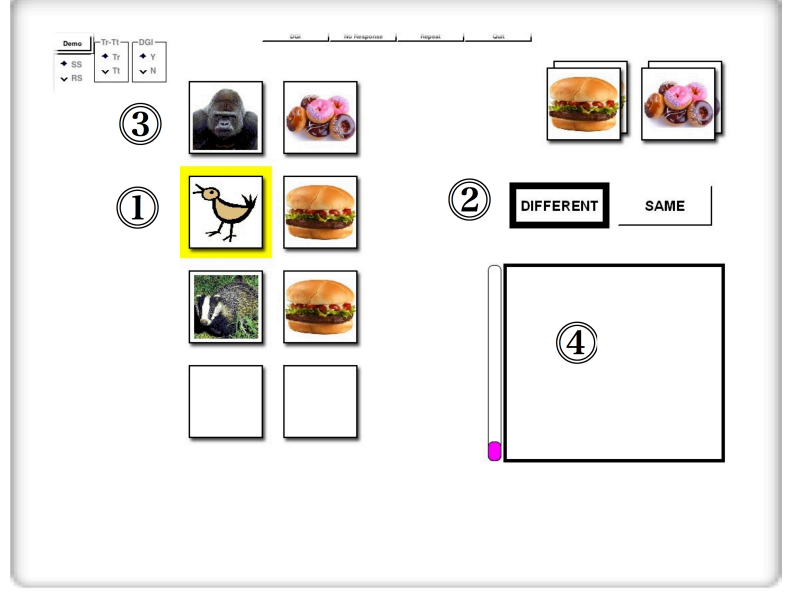 Demo
Tr-Tt
DGI
SS
RS
Tr
Tt
Y
N
DGI
No Response
Repeat
Quit
③
①
②
DIFFERENT
SAME
④